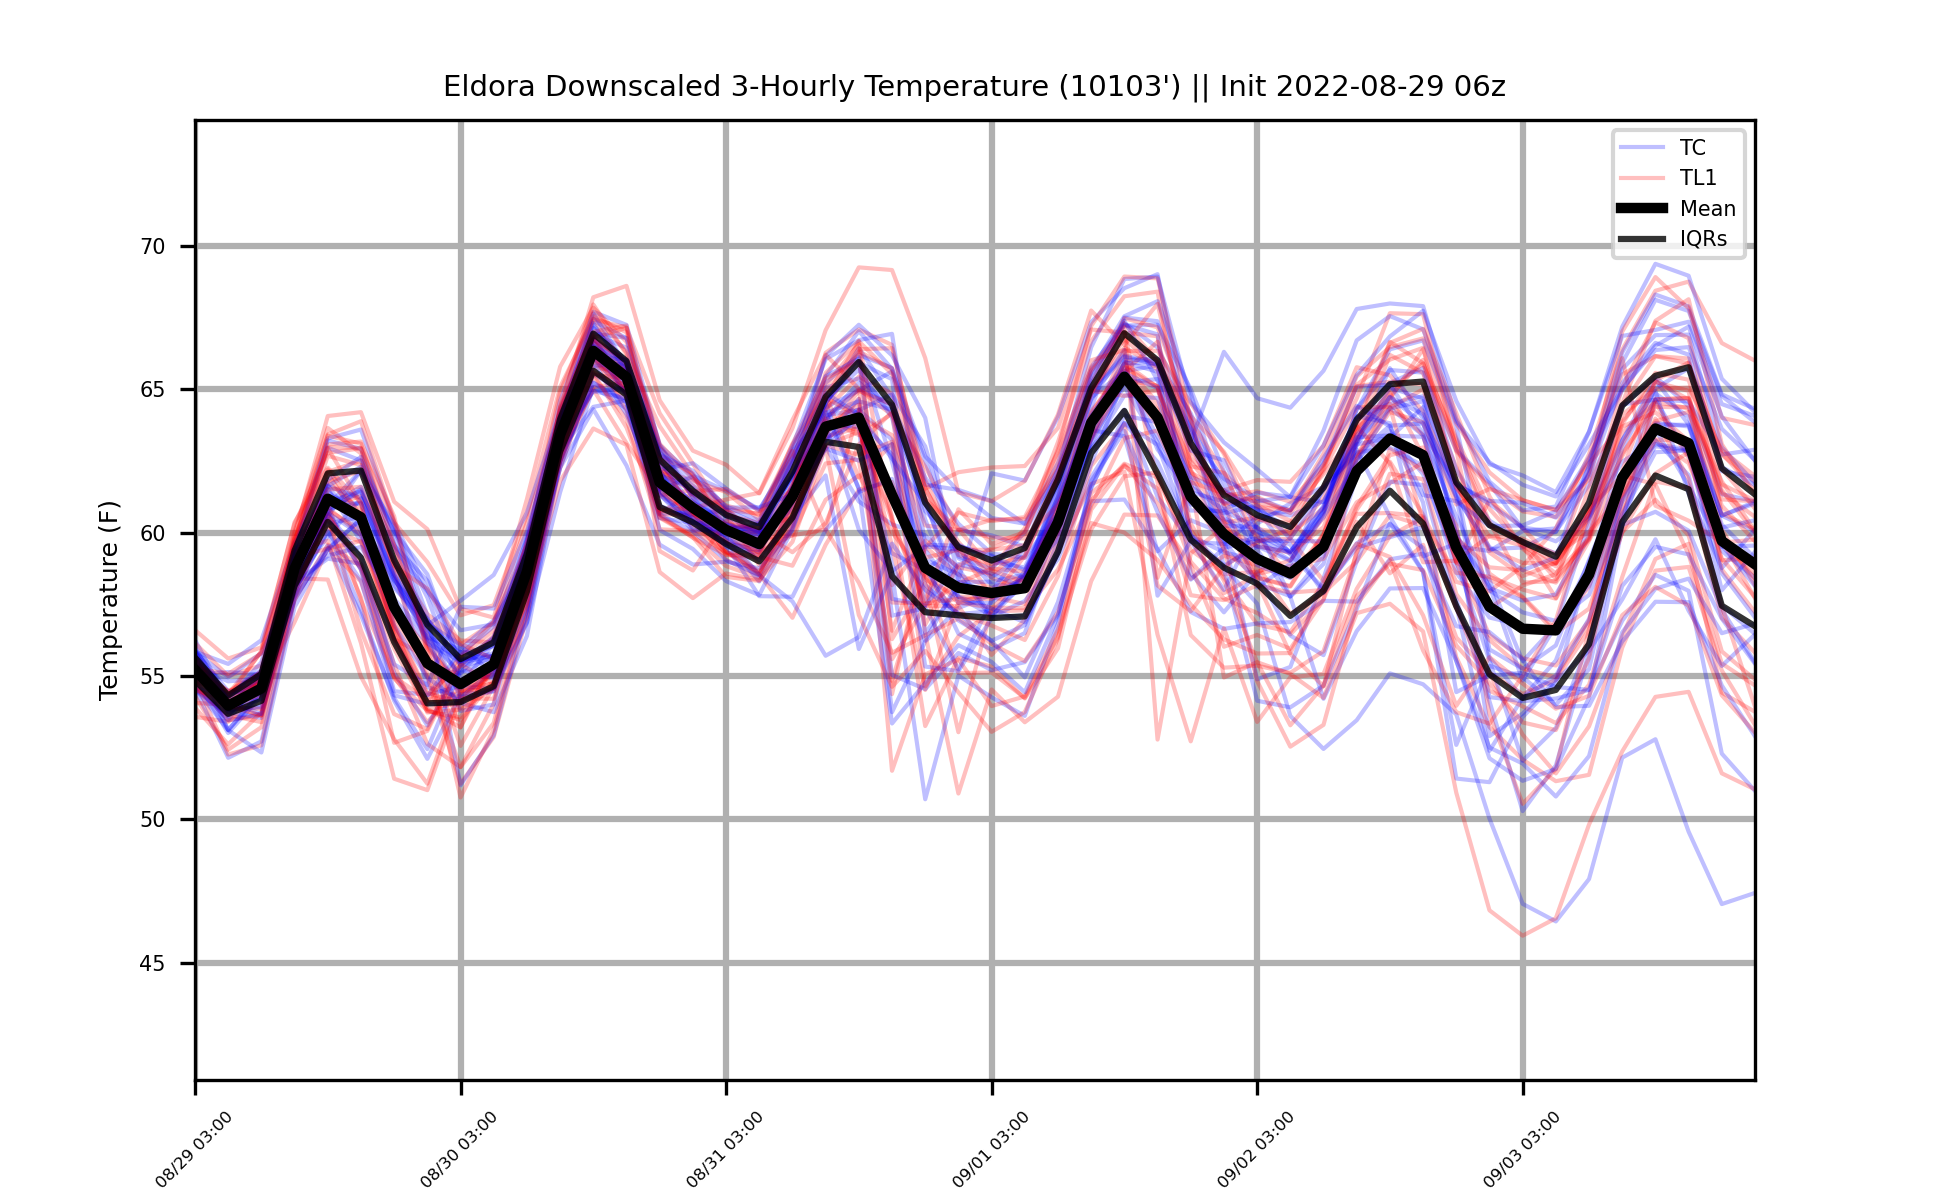 Eldora Downscaled 3-Hourly Temperature (10103') || Init 2022-08-29 06z
TC
TL1
Mean
IQRs
Temperature (F)
70
65
60
55
50
45
08/29 03:00
08/30 03:00
08/31 03:00
09/01 03:00
09/02 03:00
09/03 03:00